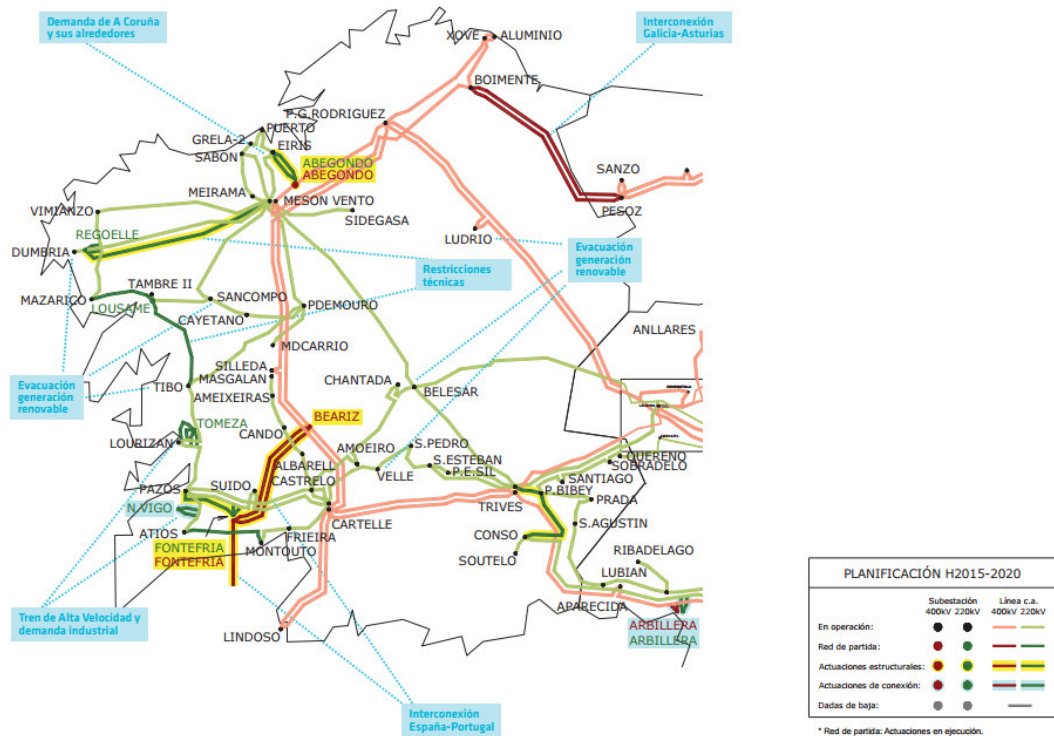 Demanda de A Coruña
y sus alrededores
Interconexión
Galicia-Asturias
XOVE
ALUMINIO
BOIMENTE
P.G.RODRIGUEZ
PUERTO
GRELA-2
EIRIS
SABON
ABEGONDO
ABEGONDO
SANZO
MEIRAMA
MESON VENTO
PESOZ
VIMIANZO
SIDEGASA
REGOELLE
LUDRIO
DUMBRIA
Evacuación
generación
renovable
Restricciones
técnicas
TAMBRE II
MAZARICO
SANCOMPO
LOUSAME
PDEMOURO
CAYETANO
ANLLARES
MDCARRIO
SILLEDA
MASGALAN
Evacuación
generación
renovable
TIBO
CHANTADA
BELESAR
AMEIXEIRAS
BEARIZ
TOMEZA
CANDO
LOURIZAN
AMOEIRO
S.PEDRO
ALBARELL
S.ESTEBAN
QUEREÑO
SOBRADELO
P.E.SIL
VELLE
SUIDO
CASTRELO
SANTIAGO
PAZOS
P.BIBEY
PRADA
TRIVES
N.VIGO
CARTELLE
S.AGUSTIN
ATIOS
FRIEIRA
CONSO
MONTOUTO
FONTEFRIA
FONTEFRIA
SOUTELO
RIBADELAGO
LUBIAN
APARECIDA
Tren de Alta Velocidad y
demanda industrial
ARBILLERA
ARBILLERA
LINDOSO
Interconexión
España-Portugal
PLANIFICACIÓN H2015-2020
Subestación Línea c.a.
400kV 220kV 400kV 220kV
En operación:
Red de partida:
Actuaciones estructurales:
Actuaciones de conexión:
Dadas de baja:
* Red de partida: Actuaciones en ejecución.